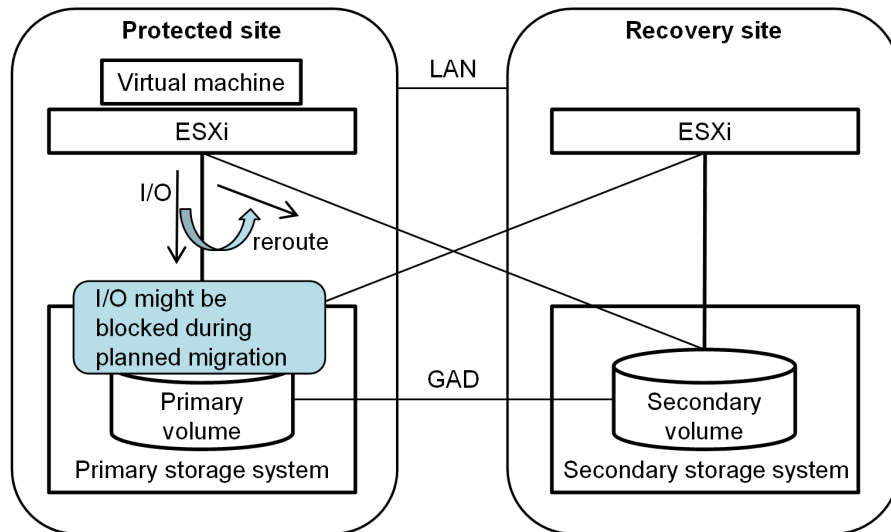 Protected site
Recovery site
Virtual machine
LAN
ESXi
ESXi
I/O
reroute
I/O might be
blocked during
planned migration
GAD
Primary
volume
Secondary
volume
Primary storage system
Secondary storage system